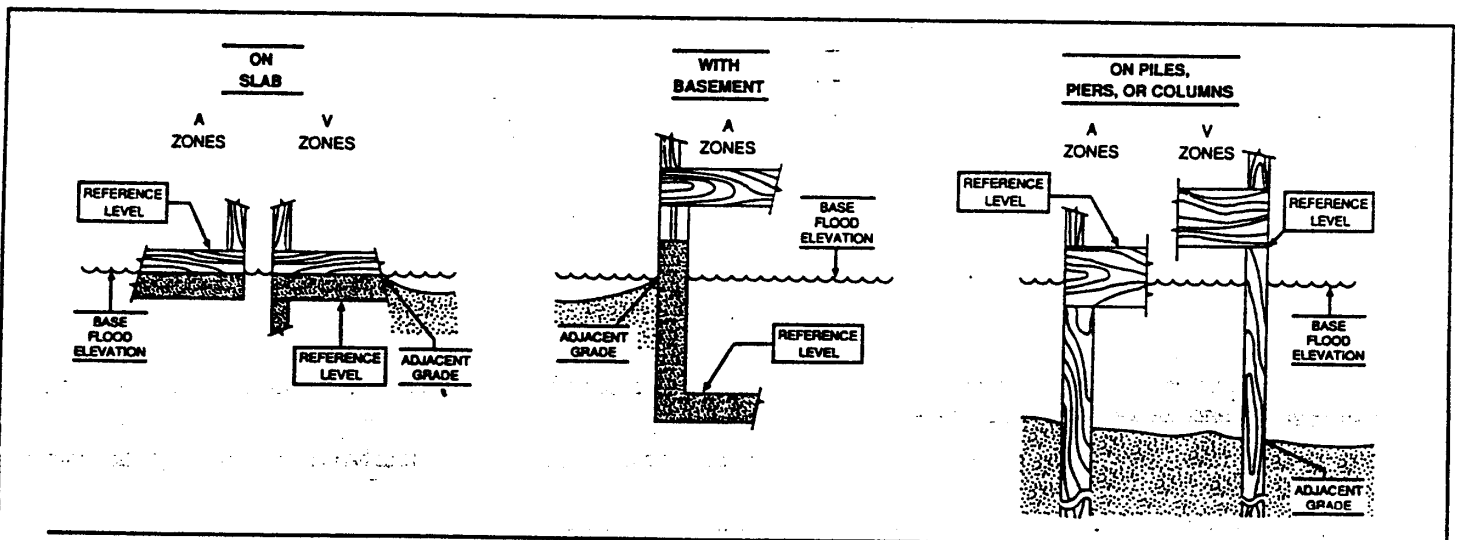 ON
SLAB
A
ZONES
V
ZONES
REFERENCE
LEVEL
BASE
FLOOD
ELEVATION
REFERENCE
LEVEL
ADJACENT
GRADE
WITH
BASEMENT
A
ZONES
BASE
FLOOD
ELEVATION
ADJACENT
GRADE
REFERENCE
LEVEL
ON PILES,
PIERS, OR COLUMNS
A
ZONES
V
ZONES
REFERENCE
LEVEL
REFERENCE
LEVEL
BASE
FLOOD
ELEVATION
ADJACENT
GRADE